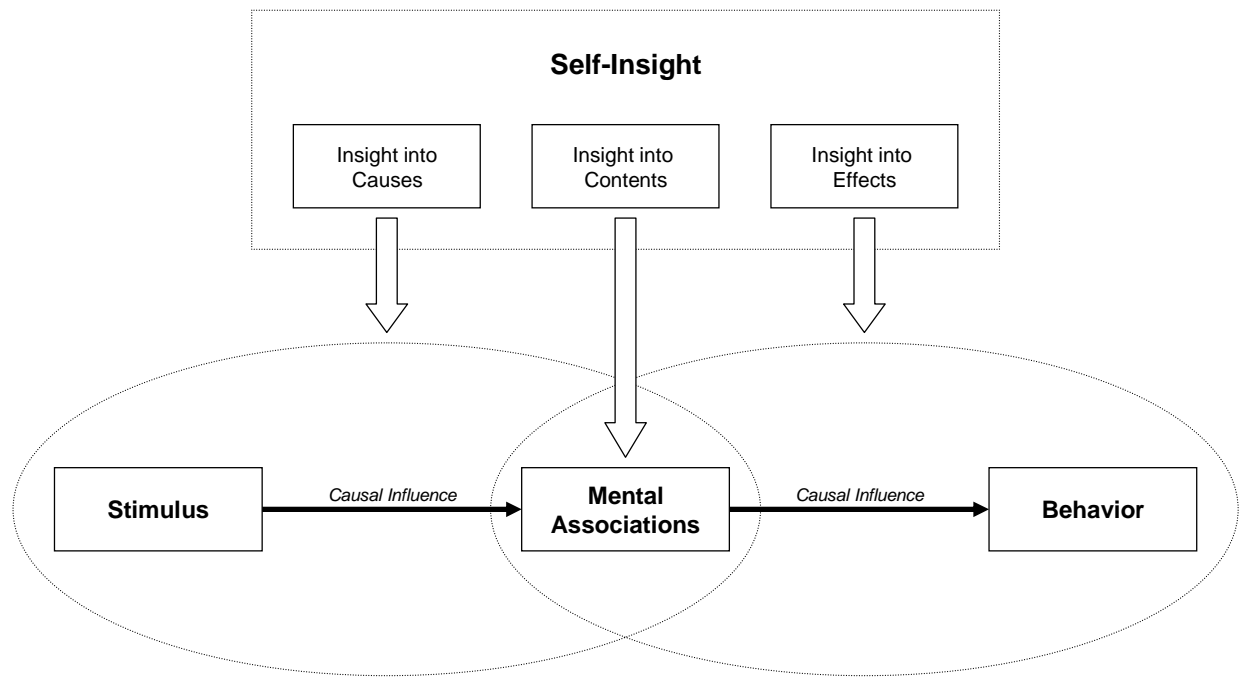 Self-Insight
Insight into
Causes
Insight into
Contents
Insight into
Effects
Stimulus
Causal Influence
Mental
Associations
Causal Influence
Behavior